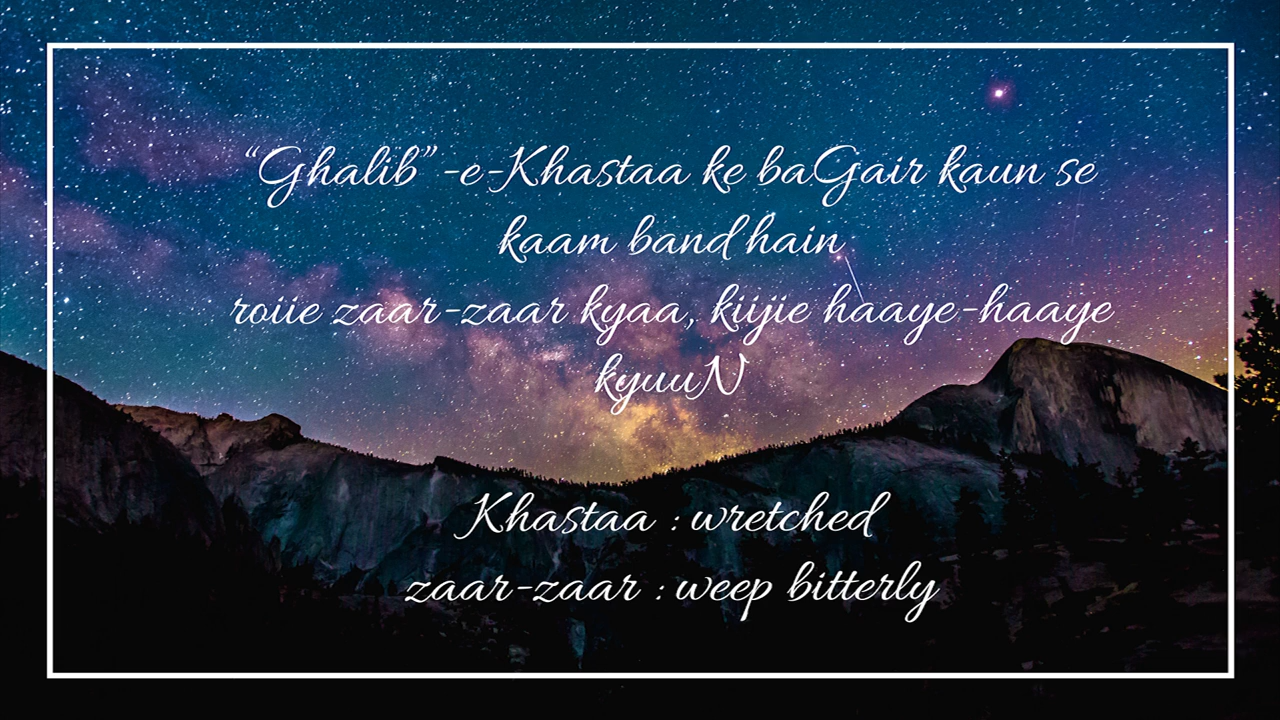 “Ghalib” -e-Khastaa ke baGair kaun se
kaam band hain
roiie zaar-zaar kyaa, kiijie haaye-haaye
kyuuN
Khastaa : wretched
zaar-zaar : weep bitterly